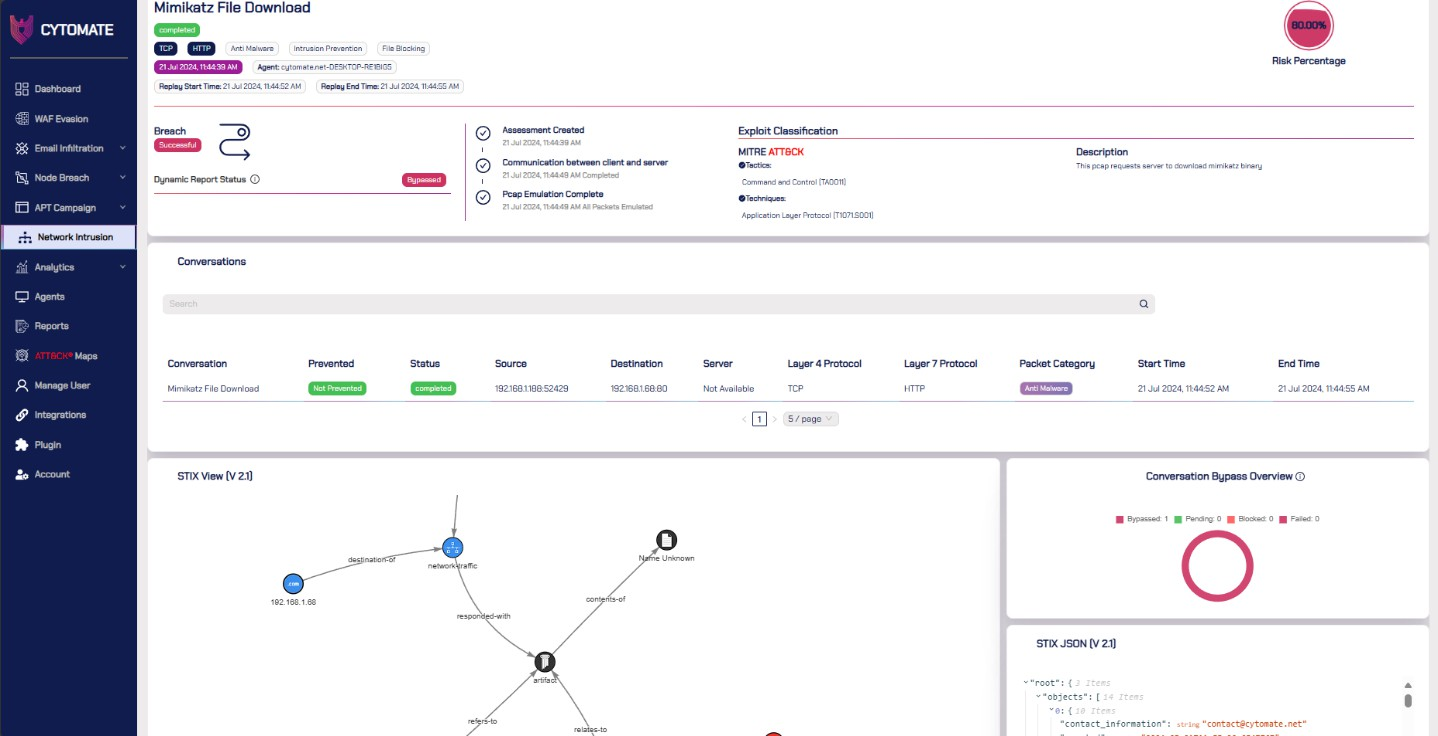 CYTOMATE
Dashboard
WAF Evasion
Email Infiltration
Node Breach
APT Campaign
Network Intrusion
Analytics
Agents
Reports
ATT&CK® Maps
Manage User
Integrations
Plugin
Account
Mimikatz File Download
completed
TCP HTTP Anti Malware Intrusion Prevention File Blocking
21 Jul 2024, 11:44:39 AM Agent: cytomate.net-DESKTOP-RE1BIG5
Replay Start Time: 21 Jul 2024, 11:44:52 AM Replay End Time: 21 Jul 2024, 11:44:55 AM
80.00%
Risk Percentage
Breach
Successful
Dynamic Report Status Bypassed
Assessment Created
21 Jul 2024, 11:44:39 AM
Communication between client and server
21 Jul 2024, 11:44:49 AM Completed
Pcap Emulation Complete
21 Jul 2024, 11:44:49 AM All Packets Emulated
Exploit Classification
MITRE ATT&CK
Tactics:
Command and Control [TA0011]
Techniques:
Application Layer Protocol [T1071.S001]
Description
This pcap requests server to download mimikatz binary
Conversations
Search
Conversation Prevented Status Source Destination Server Layer 4 Protocol Layer 7 Protocol Packet Category Start Time End Time
Mimikatz File Download Not Prevented completed 192.168.1.188:52429 192.168.1.68:80 Not Available TCP HTTP Anti Malware 21 Jul 2024, 11:44:52 AM 21 Jul 2024, 11:44:55 AM
< 1 > 5 / page
STIX View [V 2.1]
destination-of
network-traffic
192.168.1.68
responded-with
Name Unknown
contents-of
artifact
refers-to
relates-to
Conversation Bypass Overview
Bypassed: 1 Pending: 0 Blocked: 0 Failed: 0
STIX JSON [V 2.1]
"root": { 3 Items
"objects": [ 14 Items
0: { 10 Items
"contact_information": string "contact@cytomate.net"